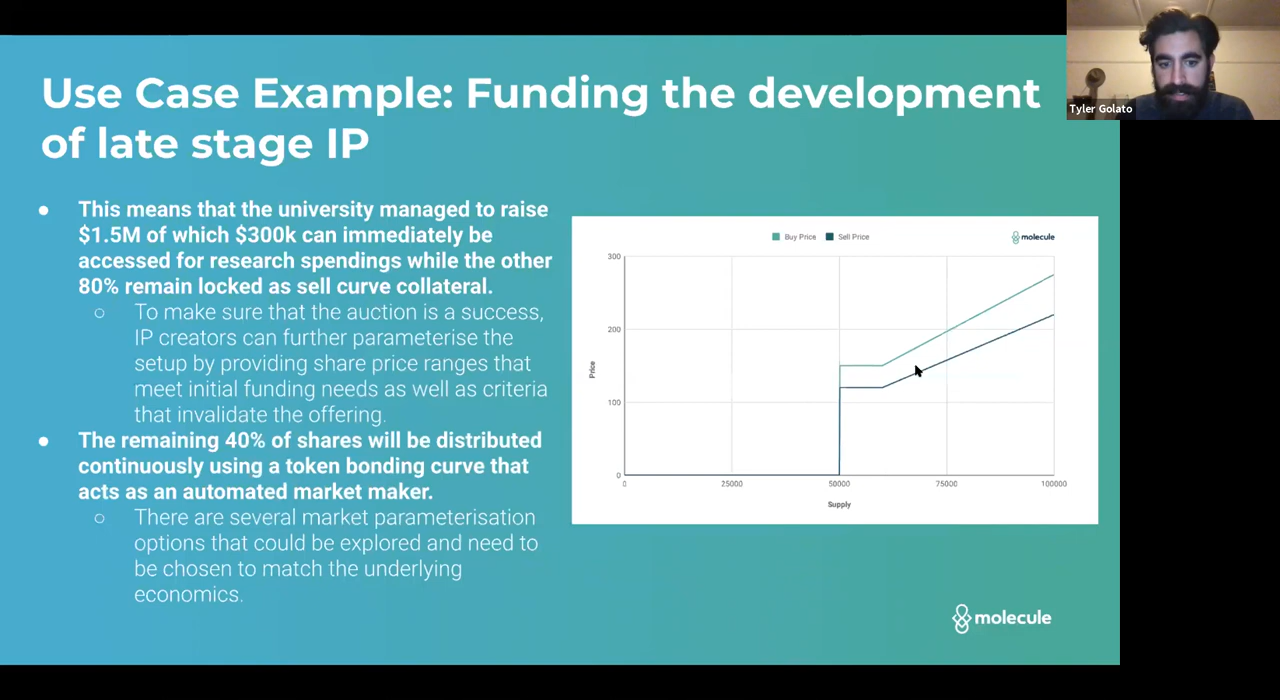 Use Case Example: Funding the development
of late stage IP
Tyler Golato
● This means that the university managed to raise
$1.5M of which $300k can immediately be
accessed for research spendings while the other
80% remain locked as sell curve collateral.
○ To make sure that the auction is a success,
IP creators can further parameterise the
setup by providing share price ranges that
meet initial funding needs as well as criteria
that invalidate the offering.
● The remaining 40% of shares will be distributed
continuously using a token bonding curve that
acts as an automated market maker.
○ There are several market parameterisation
options that could be explored and need to
be chosen to match the underlying
economics.
Buy Price Sell Price
molecule
300
200
100
0
Price
0 25000 50000 75000 100000
Supply
molecule